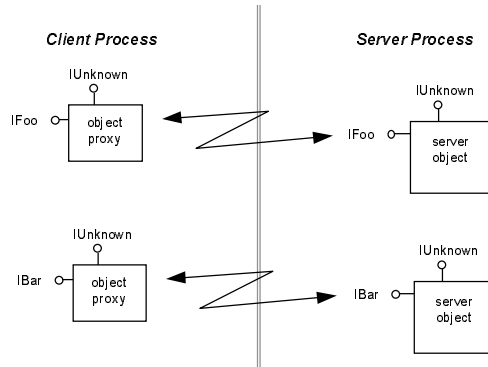 Client Process
Server Process
IUnknown
IFoo
object
proxy
IUnknown
IFoo
server
object
IUnknown
IBar
object
proxy
IUnknown
IBar
server
object